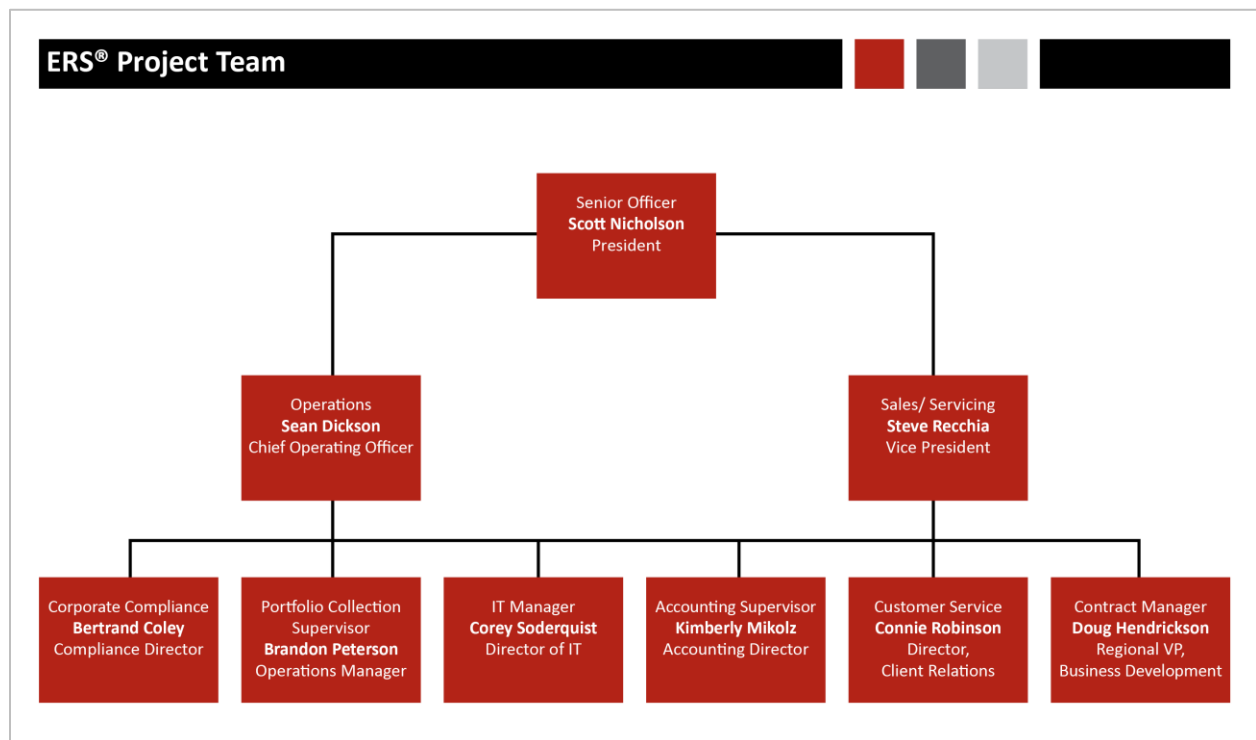 ERS® Project Team
Senior Officer
Scott Nicholson
President
Operations
Sean Dickson
Chief Operating Officer
Sales/ Servicing
Steve Recchia
Vice President
Corporate Compliance
Bertrand Coley
Compliance Director
Portfolio Collection
Supervisor
Brandon Peterson
Operations Manager
IT Manager
Corey Soderquist
Director of IT
Accounting Supervisor
Kimberly Mikolz
Accounting Director
Customer Service
Connie Robinson
Director,
Client Relations
Contract Manager
Doug Hendrickson
Regional VP,
Business Development